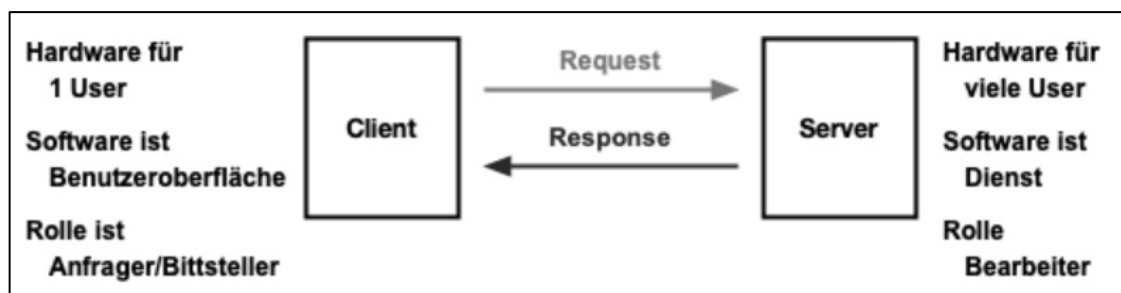 Hardware für
1 User
Software ist
Benutzeroberfläche
Rolle ist
Anfrager/Bittsteller
Client
Request
Response
Server
Hardware für
viele User
Software ist
Dienst
Rolle
Bearbeiter